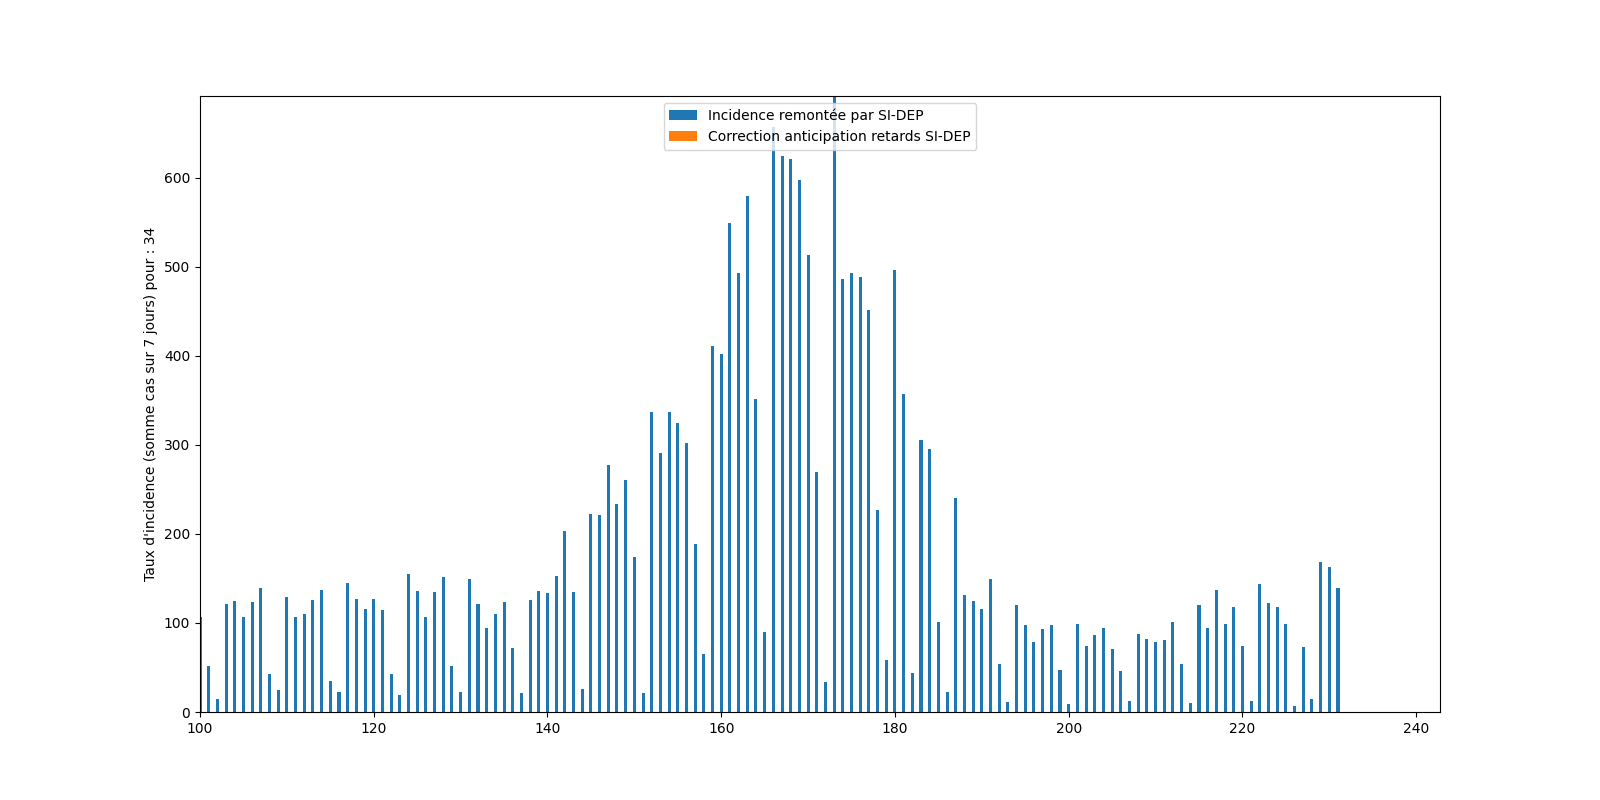 Incidence remontée par SI-DEP
Correction anticipation retards SI-DEP
Taux d'incidence (somme cas sur 7 jours) pour : 34
600
500
400
300
200
100
0
100 120 140 160 180 200 220 240